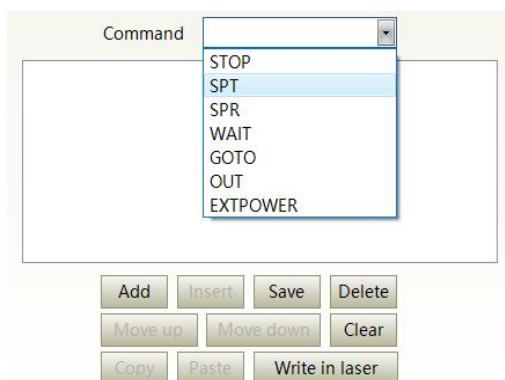 Command
STOP
SPT
SPR
WAIT
GOTO
OUT
EXTPOWER
Add Insert Save Delete
Move up Move down Clear
Copy Paste Write in laser